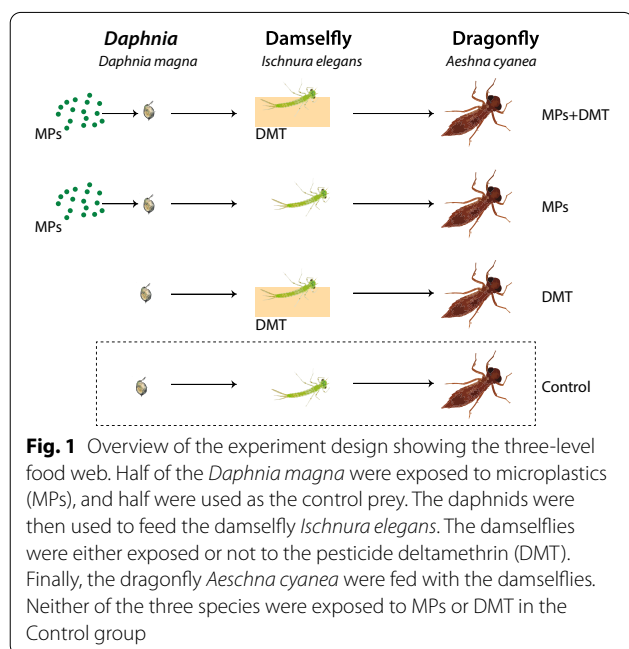 Daphnia Damselfly Dragonfly
Daphnia magna Ischnura elegans Aeshna cyanea
MPs DMT MPs+DMT
MPs MPs
DMT DMT
Control
Fig. 1 Overview of the experiment design showing the three-level
food web. Half of the Daphnia magna were exposed to microplastics
(MPs), and half were used as the control prey. The daphnids were
then used to feed the damselfly Ischnura elegans. The damselflies
were either exposed or not to the pesticide deltamethrin (DMT).
Finally, the dragonfly Aeschna cyanea were fed with the damselflies.
Neither of the three species were exposed to MPs or DMT in the
Control group